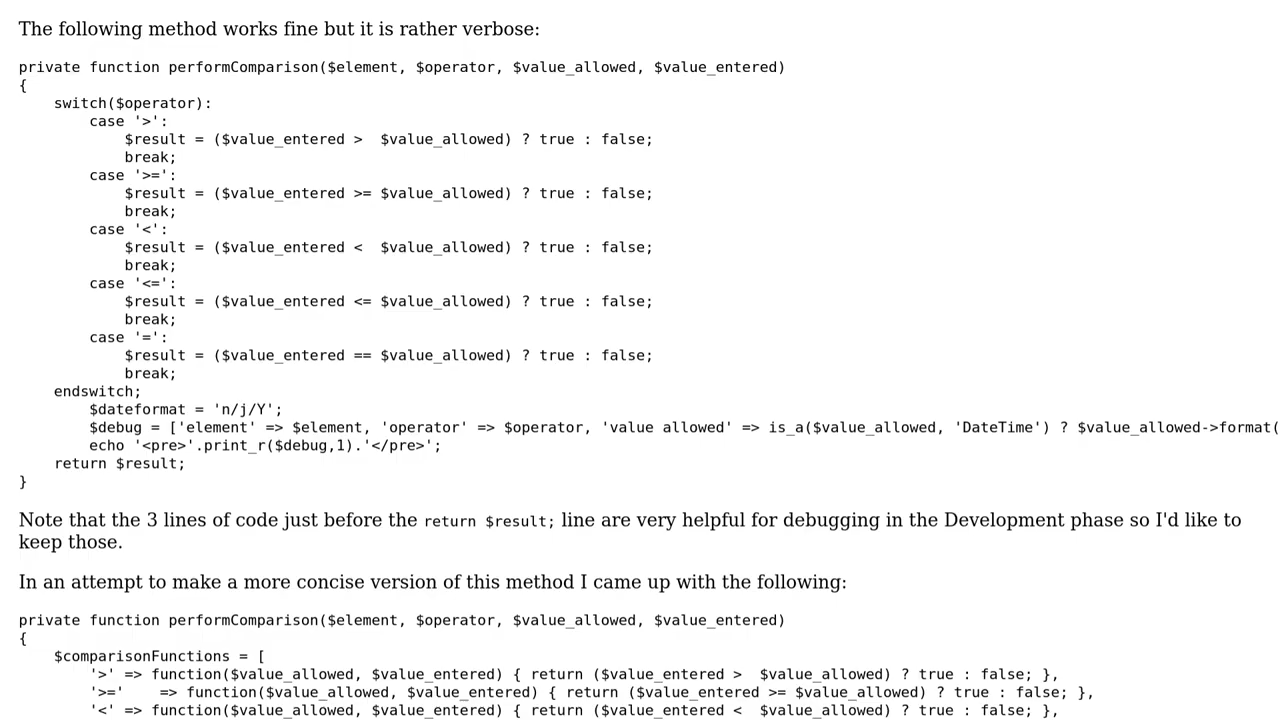 The following method works fine but it is rather verbose:
private function performComparison($element, $operator, $value_allowed, $value_entered)
{
    switch($operator):
        case '>':
            $result = ($value_entered >  $value_allowed) ? true : false;
            break;
        case '>=':
            $result = ($value_entered >= $value_allowed) ? true : false;
            break;
        case '<':
            $result = ($value_entered <  $value_allowed) ? true : false;
            break;
        case '<=':
            $result = ($value_entered <= $value_allowed) ? true : false;
            break;
        case '=':
            $result = ($value_entered == $value_allowed) ? true : false;
            break;
    endswitch;
        $dateformat = 'n/j/Y';
        $debug = ['element' => $element, 'operator' => $operator, 'value allowed' => is_a($value_allowed, 'DateTime') ? $value_allowed->format(
        echo '<pre>'.print_r($debug,1).'</pre>';
    return $result;
}
Note that the 3 lines of code just before the return $result; line are very helpful for debugging in the Development phase so I'd like to
keep those.
In an attempt to make a more concise version of this method I came up with the following:
private function performComparison($element, $operator, $value_allowed, $value_entered)
{
    $comparisonFunctions = [
        '>' => function($value_allowed, $value_entered) { return ($value_entered >  $value_allowed) ? true : false; },
        '>='    => function($value_allowed, $value_entered) { return ($value_entered >= $value_allowed) ? true : false; },
        '<' => function($value_allowed, $value_entered) { return ($value_entered <  $value_allowed) ? true : false; },